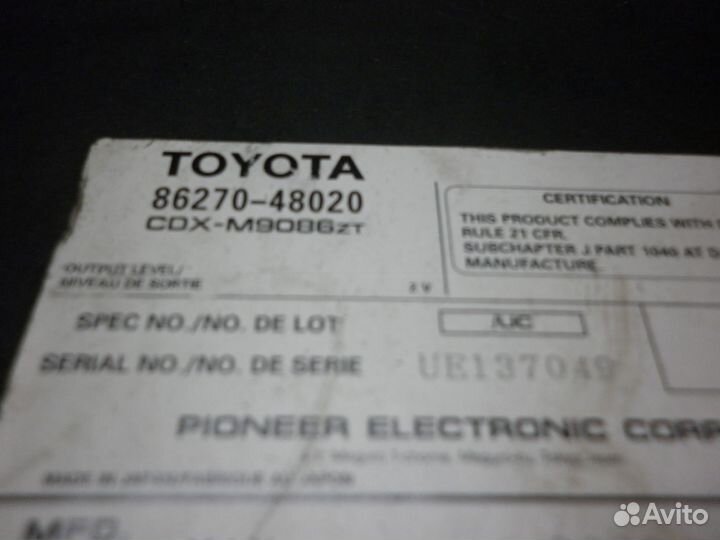 TOYOTA
86270-48020
CDX-M9086ZT
CERTIFICATION
THIS PRODUCT COMPLIES WITH
RULE 21 CFR.
SUBCHAPTER J PART 1040 AT D
MANUFACTURE.
OUTPUT LEVEL/
NIVEAU DE SORTIE
V
SPEC NO./NO. DE LOT
SERIAL NO./NO. DE SERIE
UE137049
PIONEER ELECTRONIC CORP
MADE IN JAPAN/FABRIQUE AU JAPON
MFD.
Avito